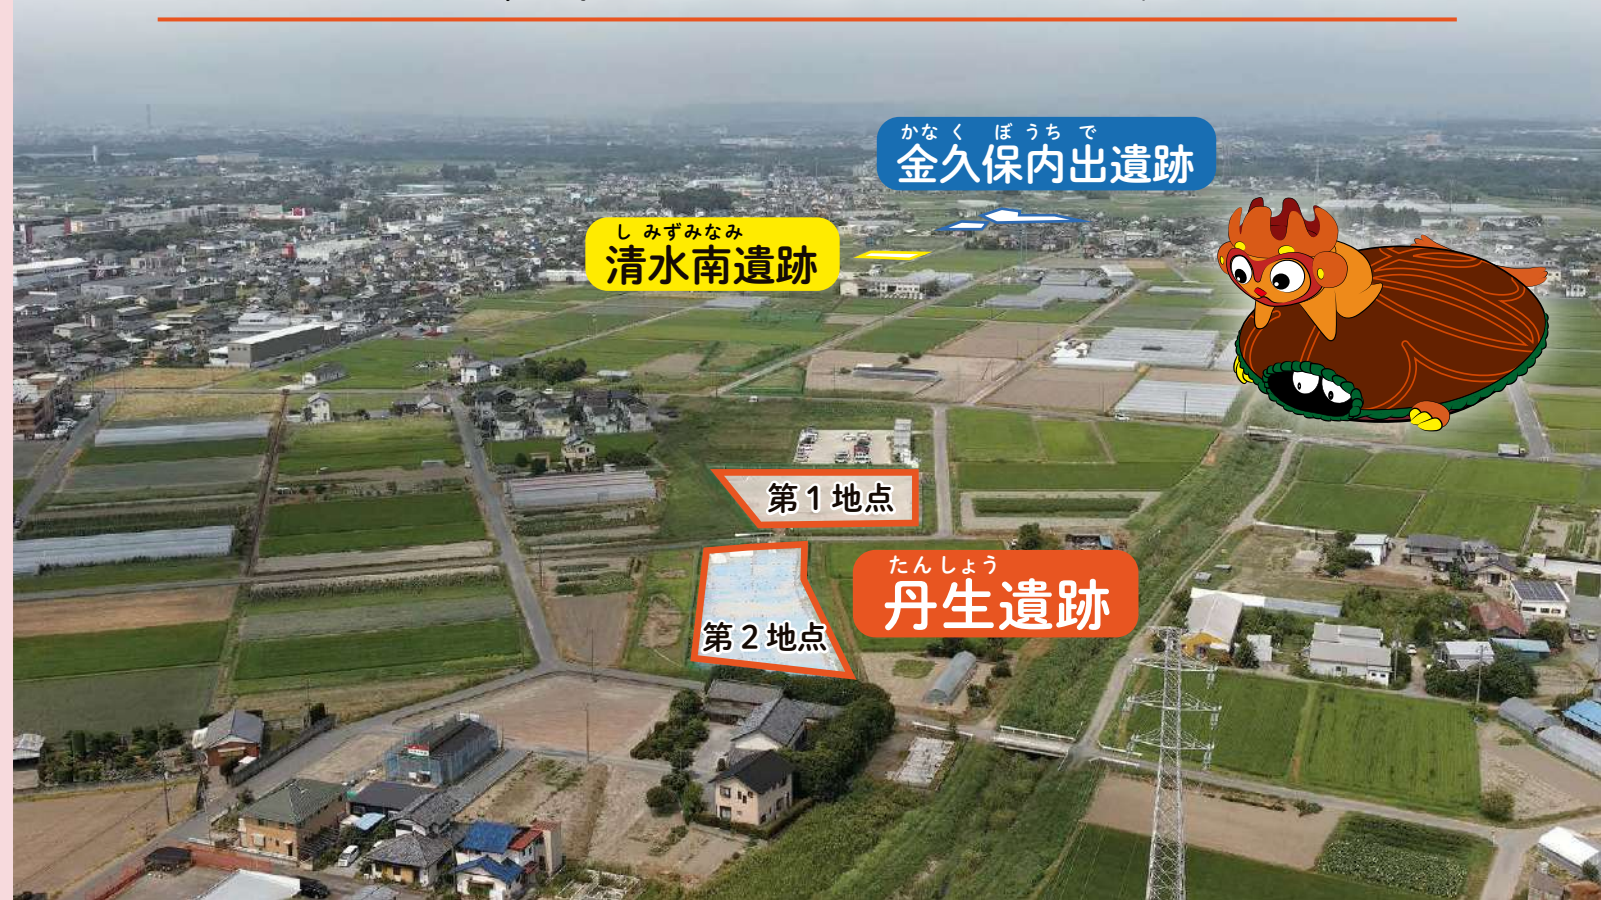 かなくぼうちで
金久保内出遺跡
しみずみなみ
清水南遺跡
第1地点
たんしょう
丹生遺跡
第2地点